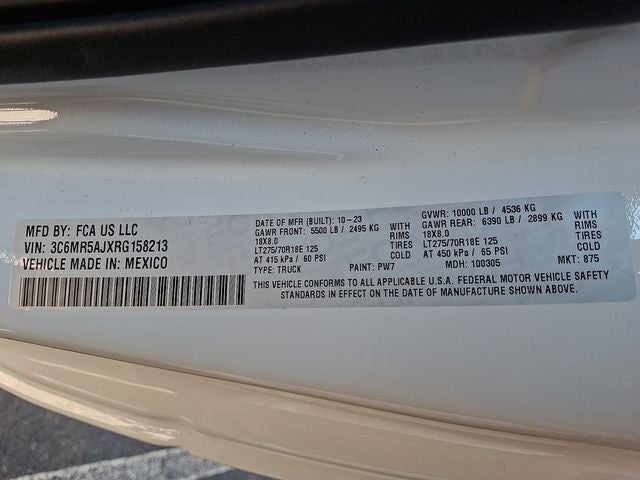 MFD BY: FCA US LLC
VIN: 3C6MR5AJXRG158213
VEHICLE MADE IN: MEXICO
DATE OF MFR (BUILT): 10-23
GAWR FRONT: 5500 LB / 2495 KG WITH
18X8.0 RIMS
LT275/70R18E 125 TIRES
AT 415 kPa / 60 PSI COLD
TYPE: TRUCK PAINT: PW7
GVWR: 10000 LB / 4536 KG
GAWR REAR: 6390 LB / 2899 KG WITH
18X8.0 RIMS
LT275/70R18E 125 TIRES
AT 450 kPa / 65 PSI COLD
MDH: 100305 MKT: 875
THIS VEHICLE CONFORMS TO ALL APPLICABLE U.S.A. FEDERAL MOTOR VEHICLE SAFETY
STANDARDS IN EFFECT ON THE DATE OF MANUFACTURE SHOWN ABOVE.